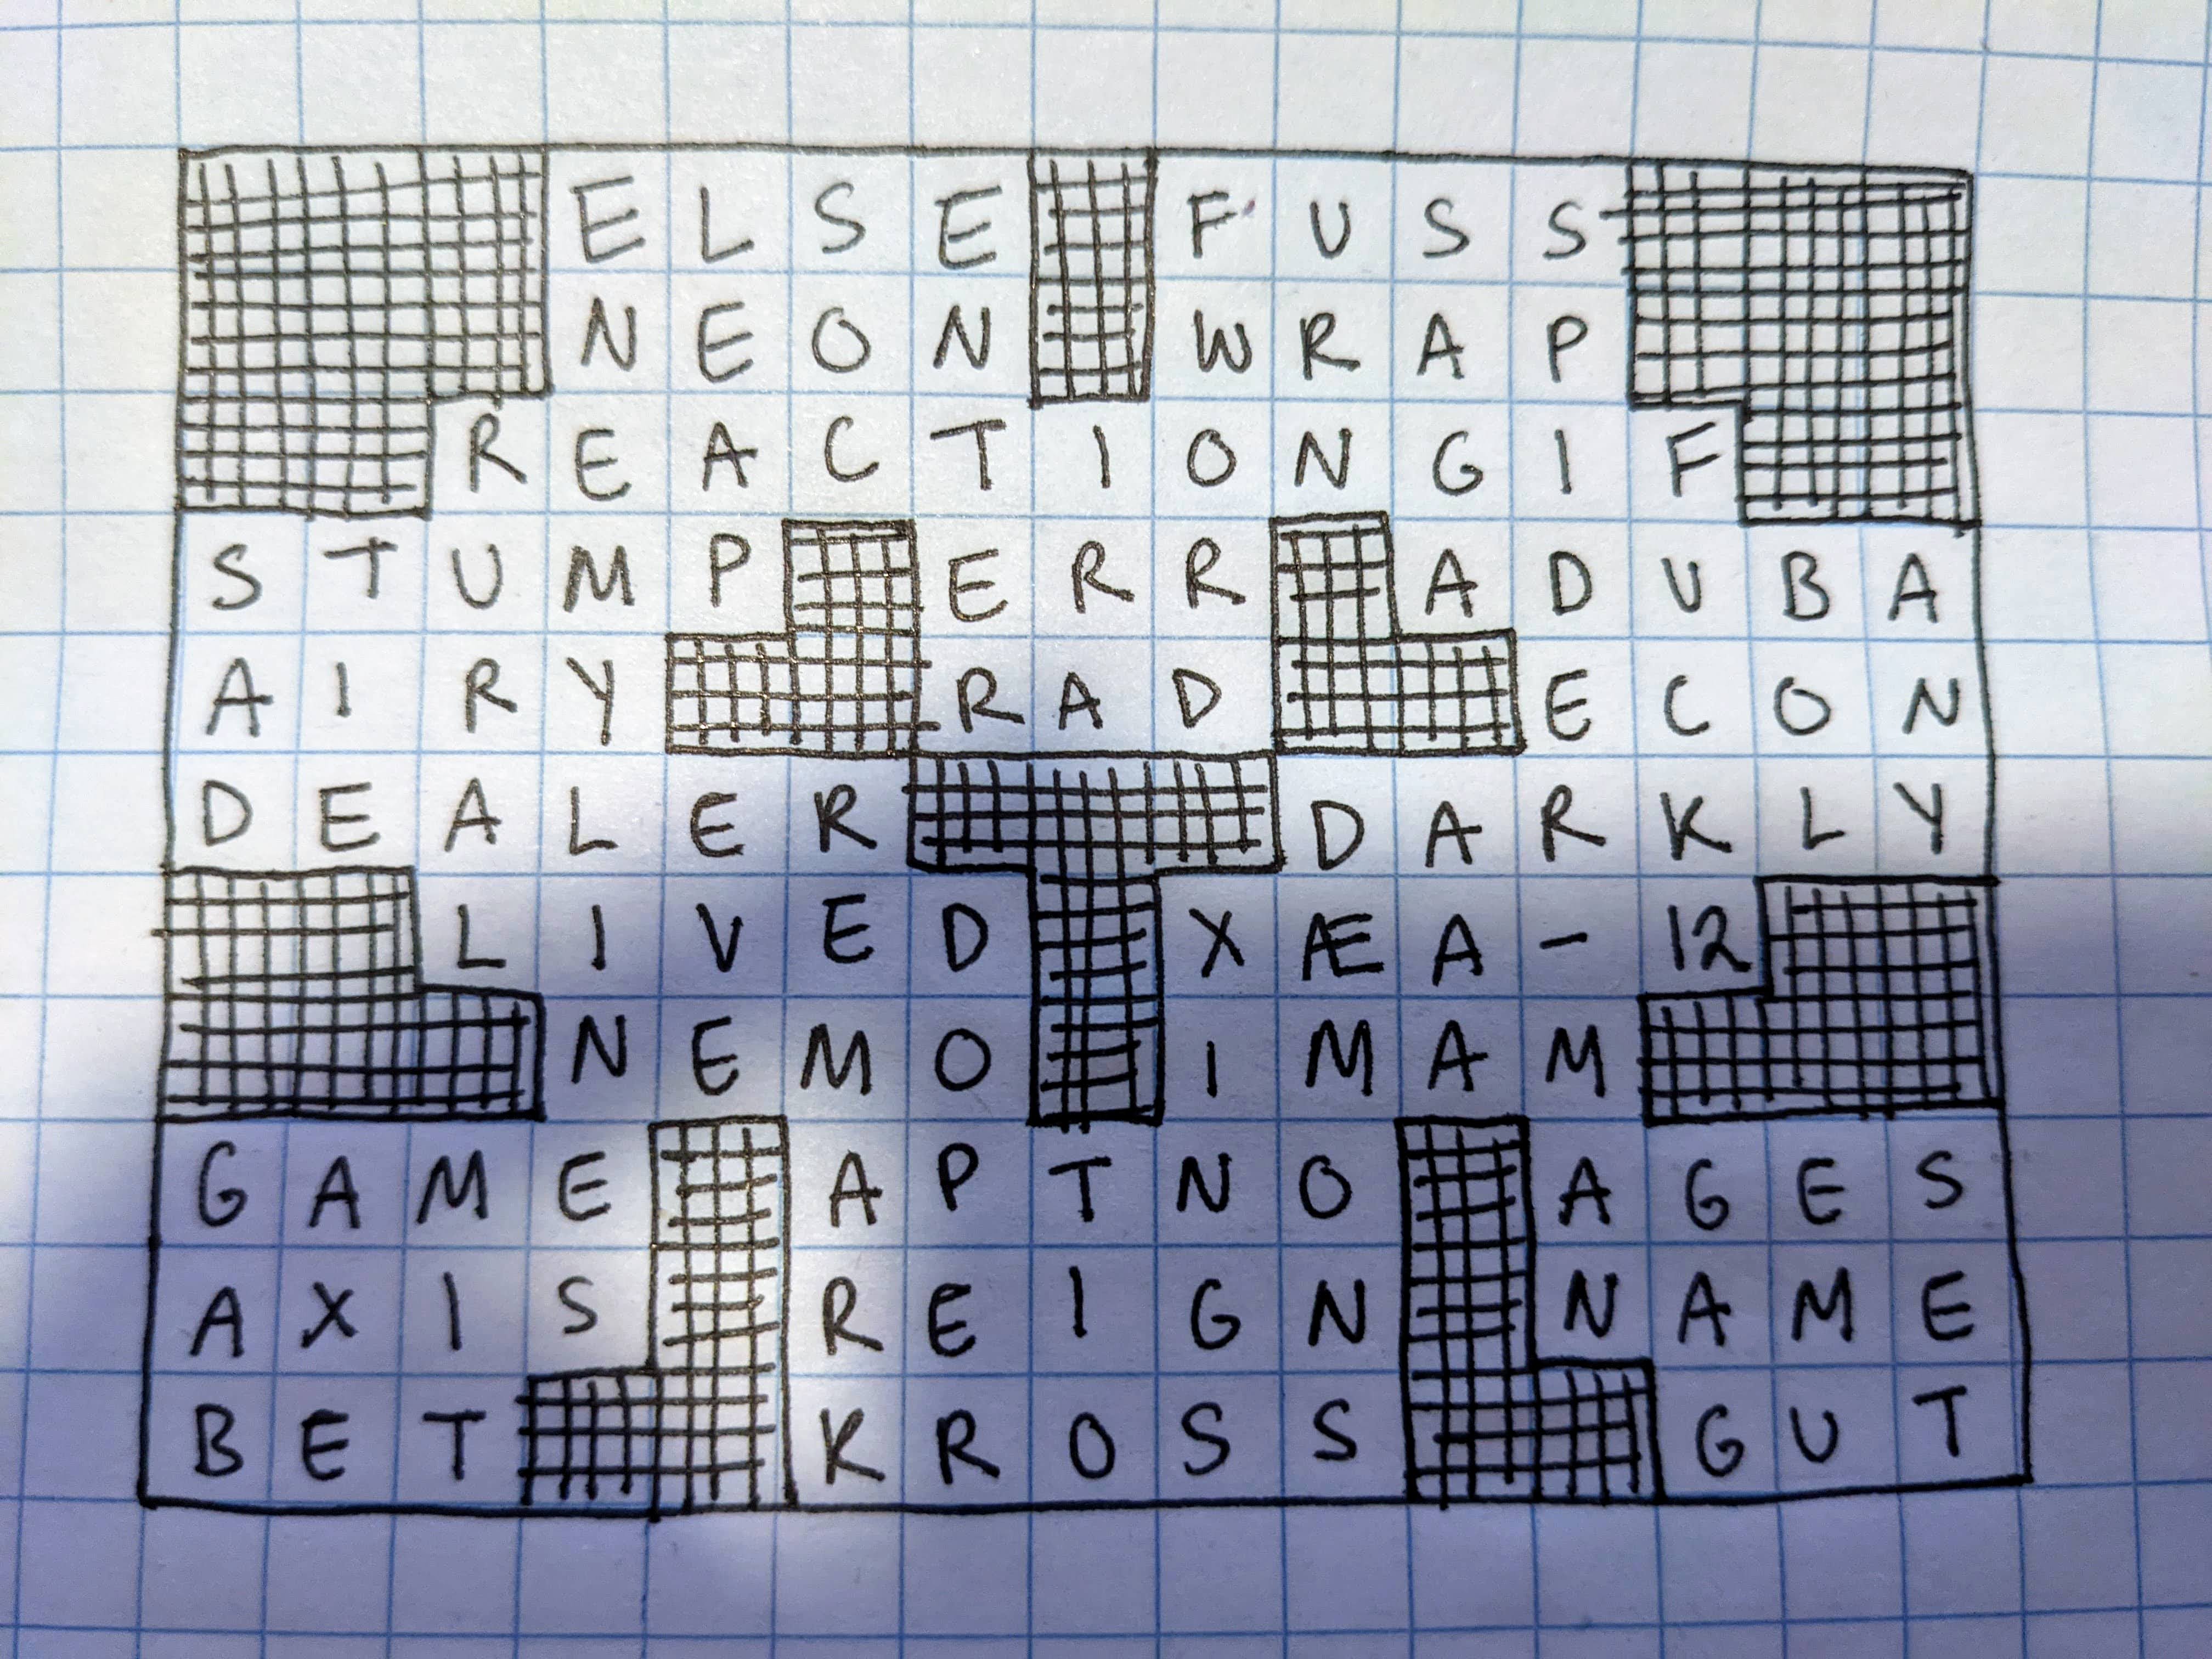 ELSE FUSS
NEON WRAP
REACTIONGIF
STUMP ERR ADUBA
AIRY RAD ECON
DEALER DARKLY
LIVED XÆA-12
NEMO IMAM
GAME APTNO AGES
AXIS REIGN NAME
BET KROSS GUT